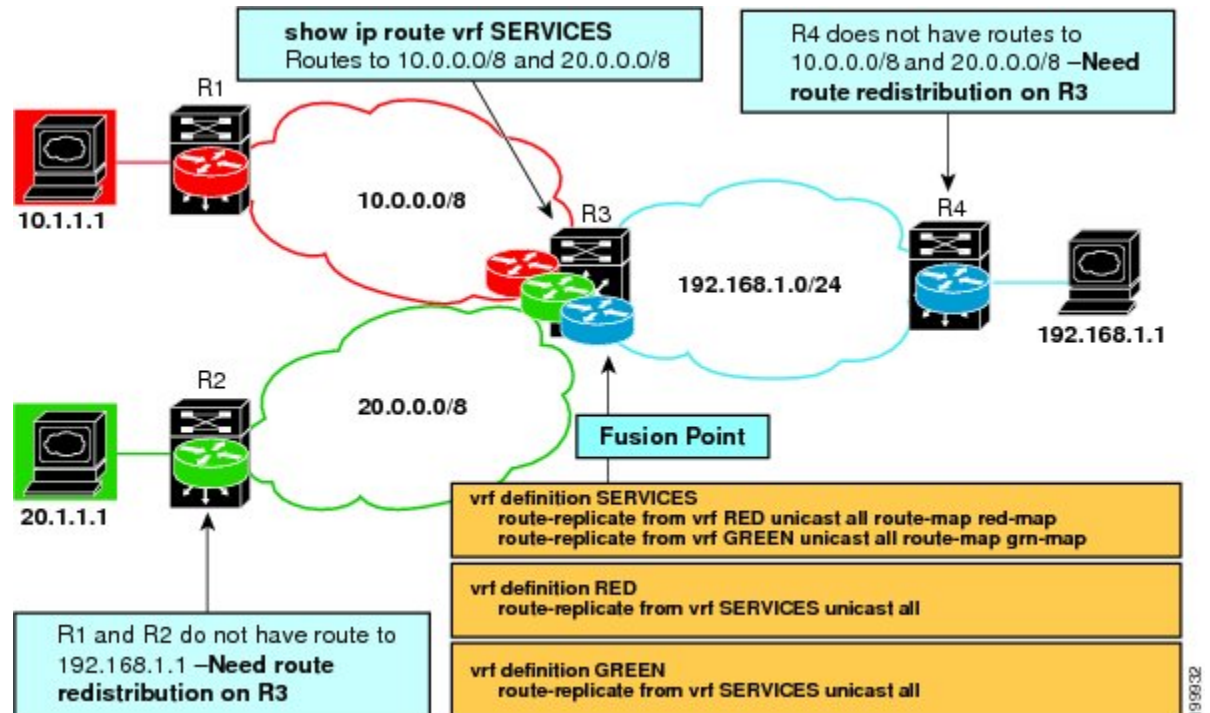 show ip route vrf SERVICES
Routes to 10.0.0.0/8 and 20.0.0.0/8
R4 does not have routes to
10.0.0.0/8 and 20.0.0.0/8 –Need
route redistribution on R3
R1
10.1.1.1
10.0.0.0/8
R3
192.168.1.0/24
R4
192.168.1.1
R2
20.1.1.1
20.0.0.0/8
Fusion Point
vrf definition SERVICES
route-replicate from vrf RED unicast all route-map red-map
route-replicate from vrf GREEN unicast all route-map grn-map
vrf definition RED
route-replicate from vrf SERVICES unicast all
vrf definition GREEN
route-replicate from vrf SERVICES unicast all
R1 and R2 do not have route to
192.168.1.1 –Need route
redistribution on R3